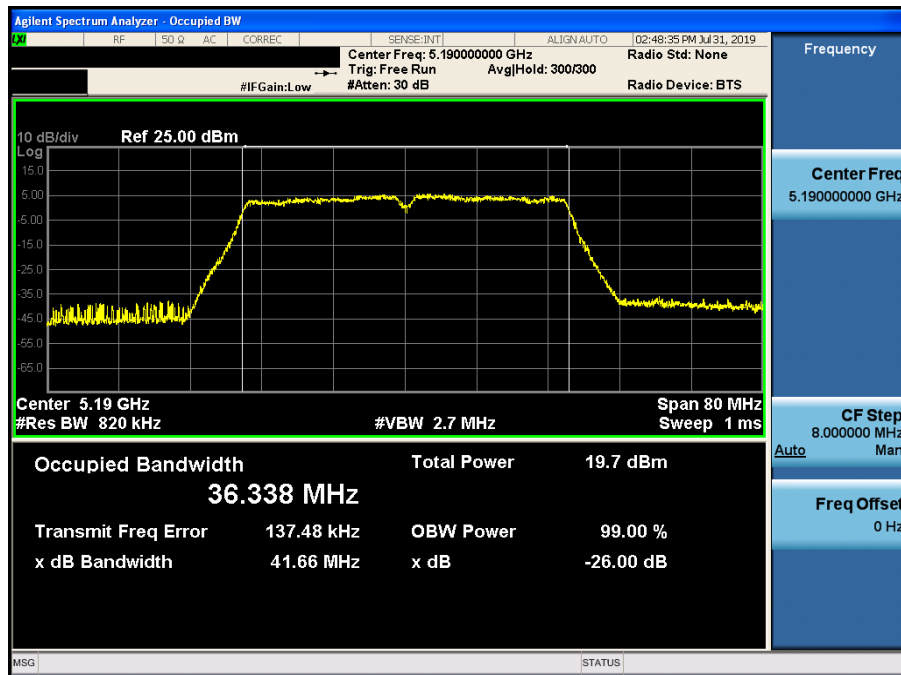 Agilent Spectrum Analyzer - Occupied BW
LXI RF 50 Ω AC CORREC SENSE:INT ALIGN AUTO 02:48:35 PM Jul 31, 2019
Center Freq: 5.190000000 GHz Radio Std: None
Trig: Free Run Avg|Hold: 300/300
#IFGain:Low #Atten: 30 dB Radio Device: BTS
10 dB/div Ref 25.00 dBm
Log
15.0
5.00
-5.00
-15.0
-25.0
-35.0
-45.0
-55.0
-65.0
Center 5.19 GHz Span 80 MHz
#Res BW 820 kHz #VBW 2.7 MHz Sweep 1 ms
Occupied Bandwidth Total Power 19.7 dBm
36.338 MHz
Transmit Freq Error 137.48 kHz OBW Power 99.00 %
x dB Bandwidth 41.66 MHz x dB -26.00 dB
Frequency
Center Freq
5.190000000 GHz
CF Step
8.000000 MHz
Auto Man
Freq Offset
0 Hz
MSG STATUS